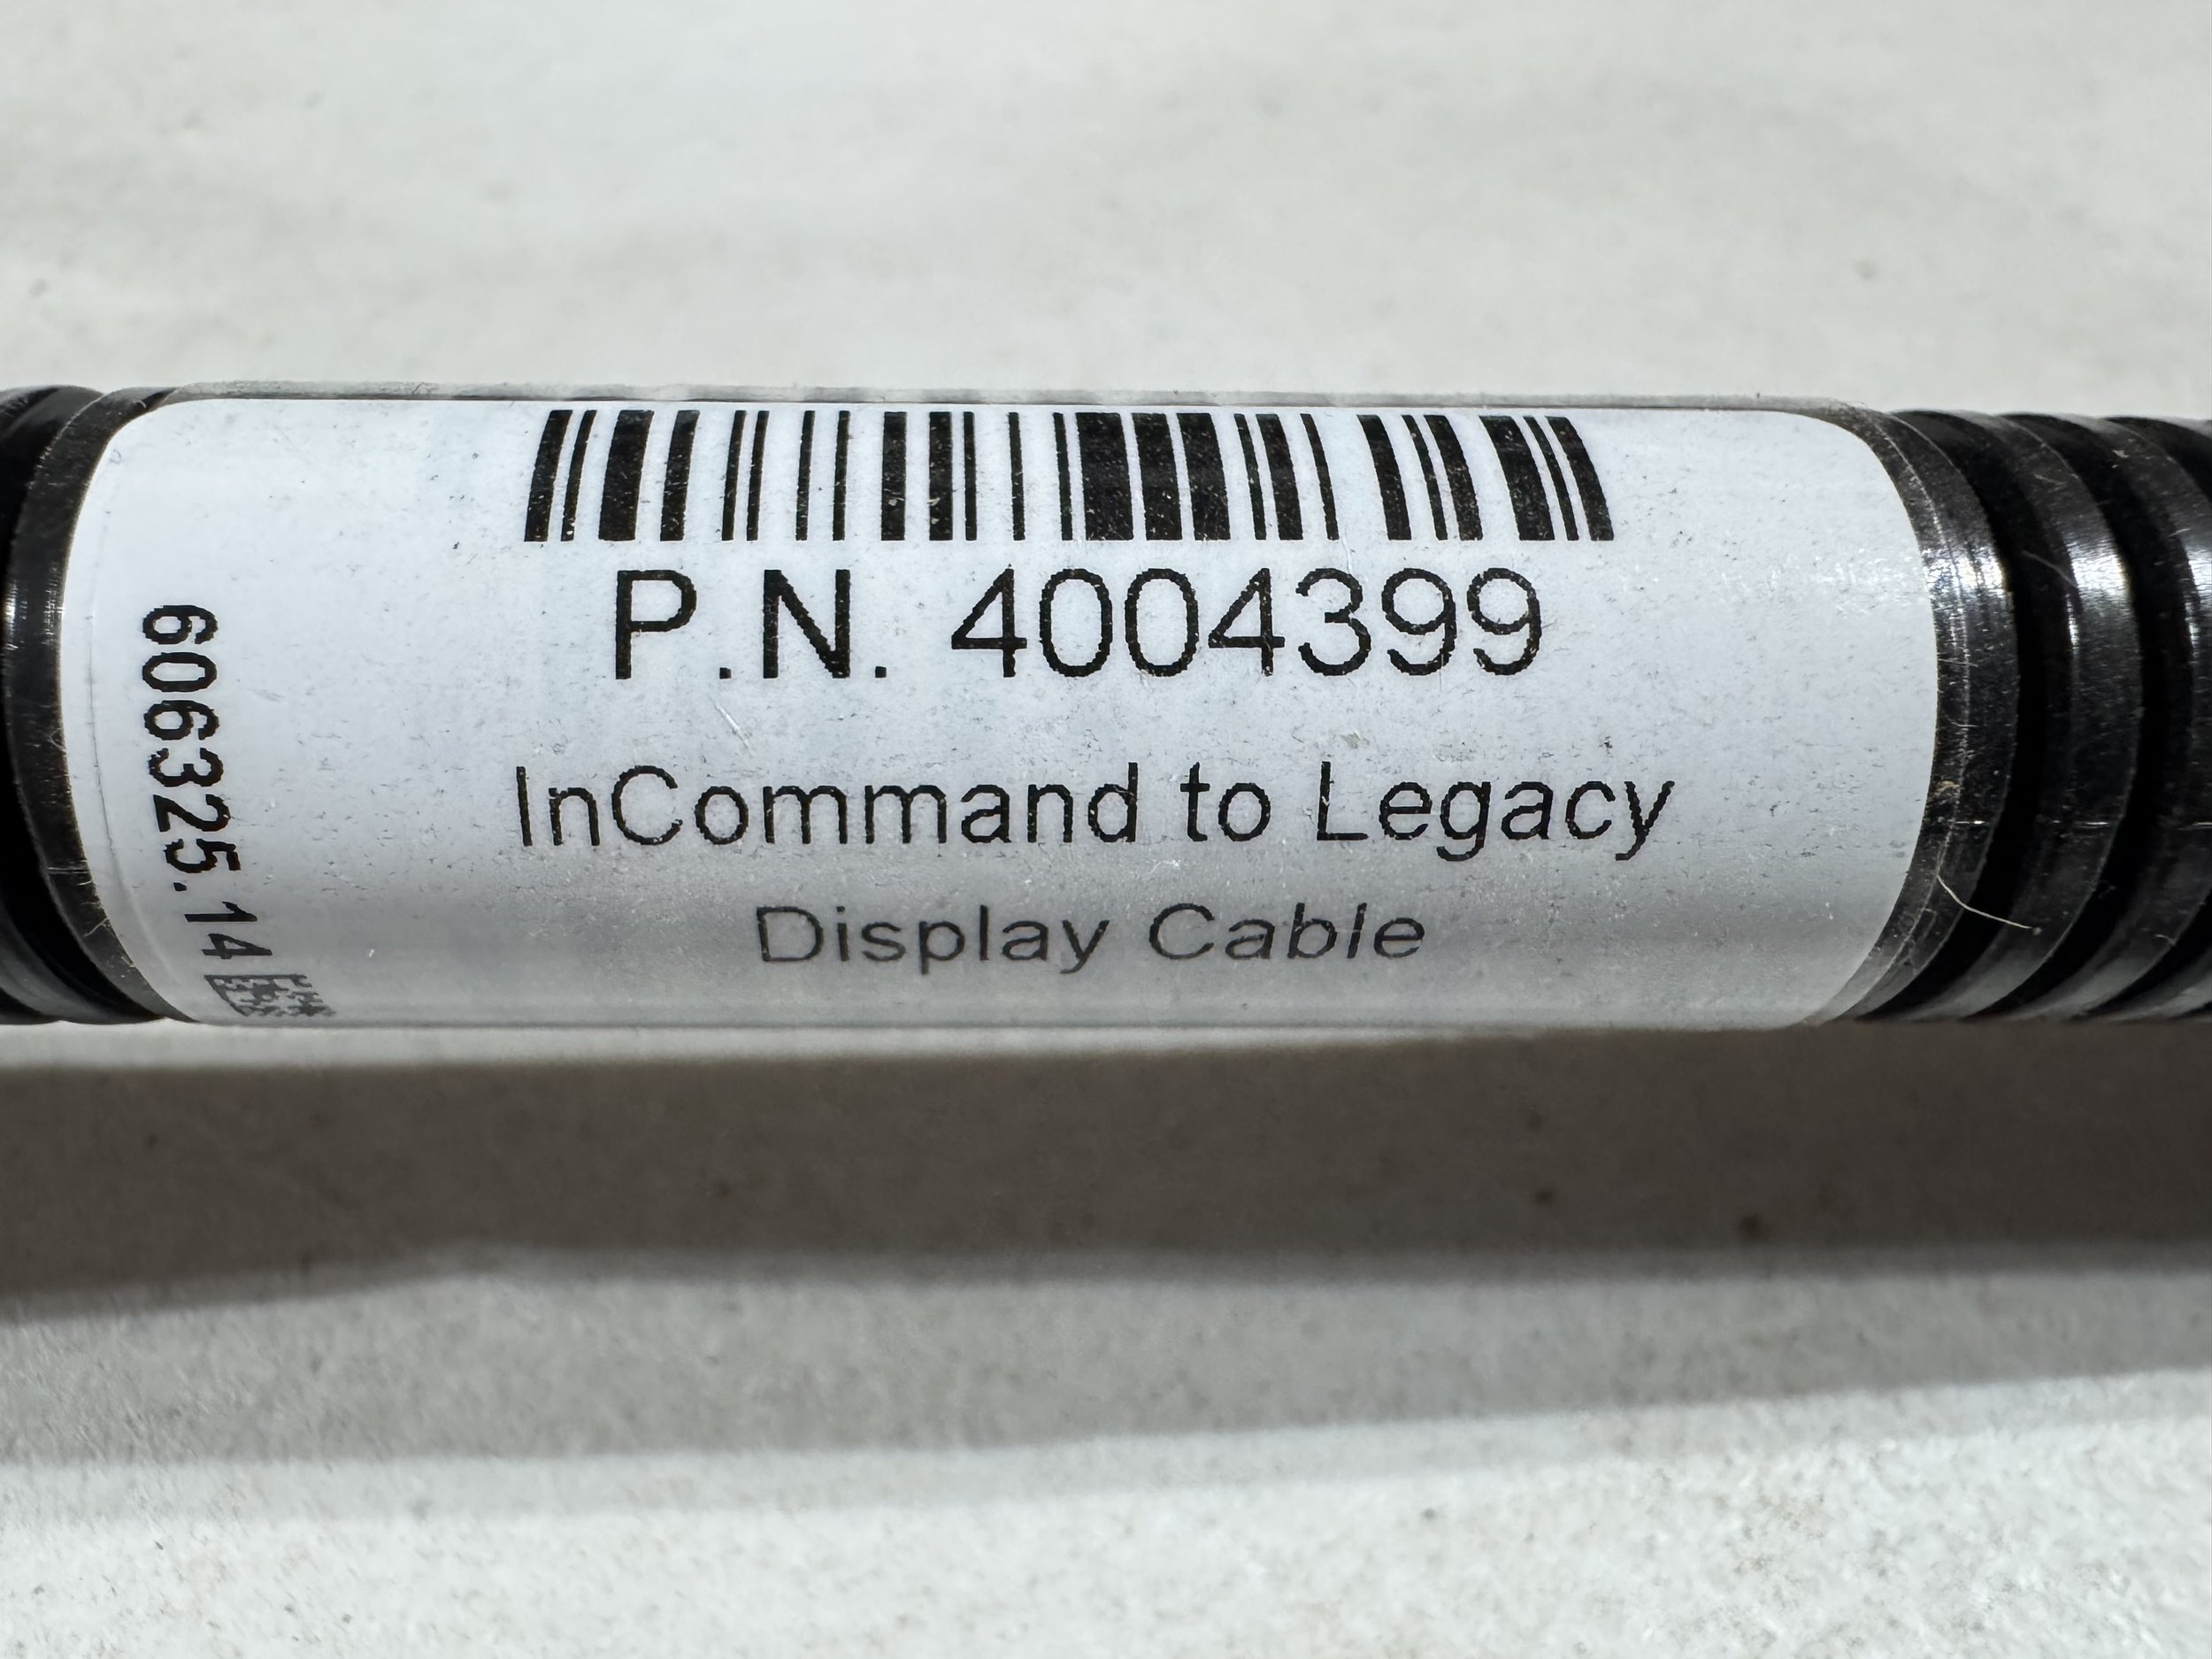 P.N. 4004399
InCommand to Legacy
Display Cable
606325.14